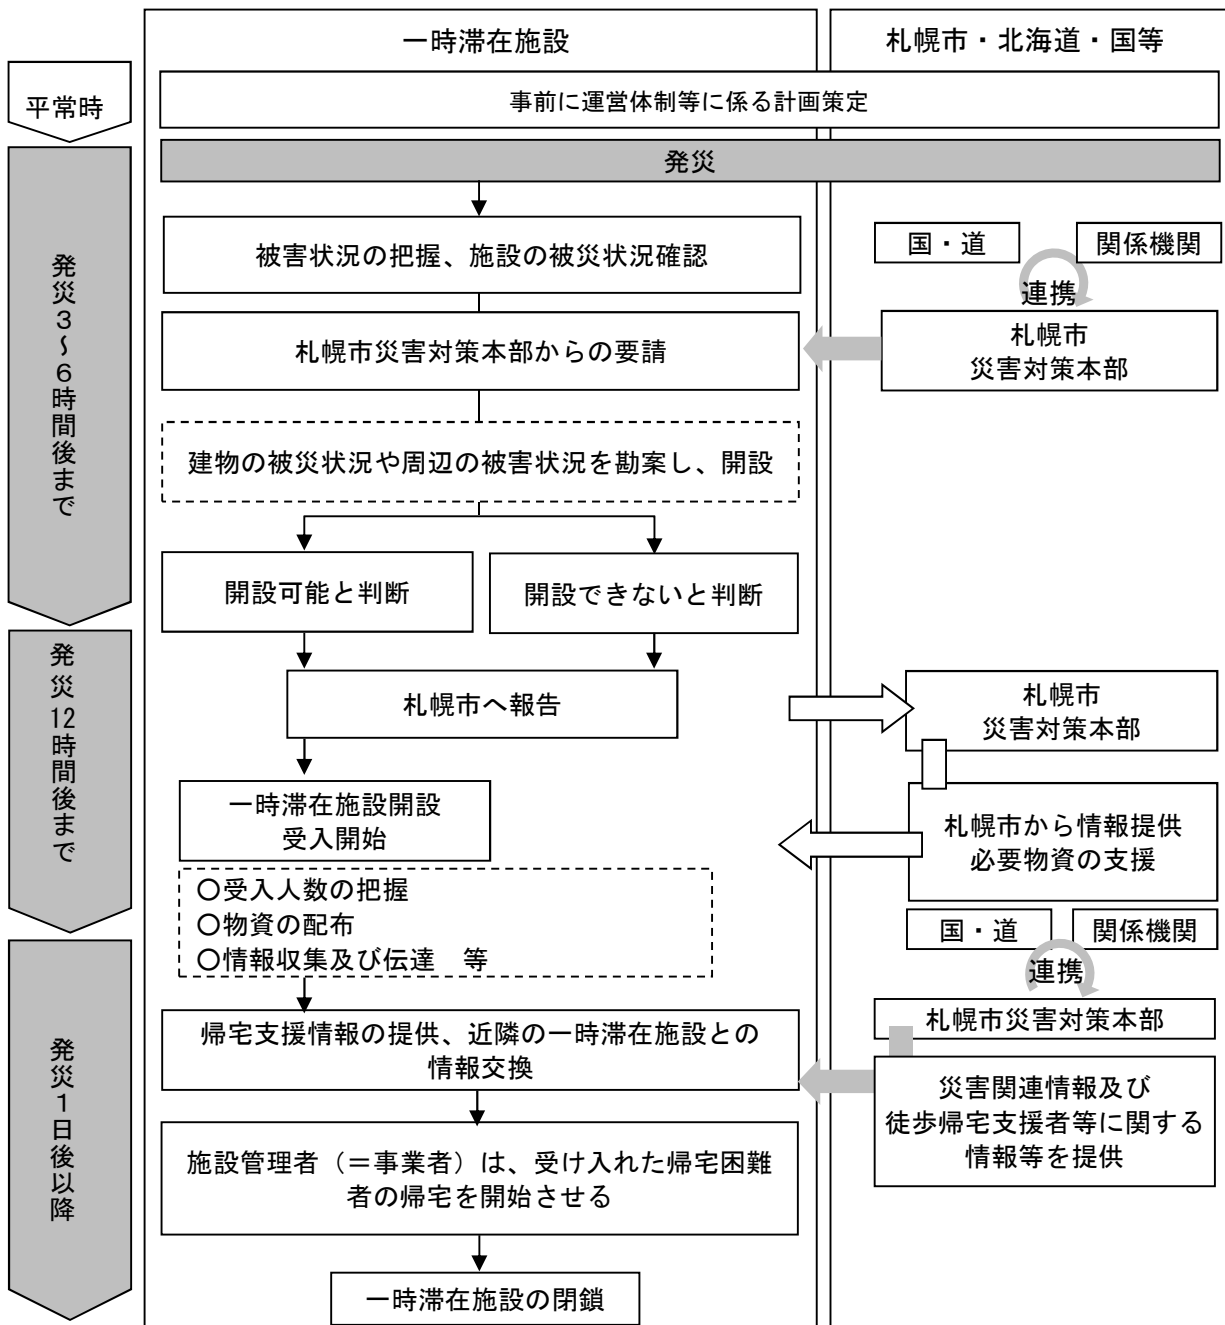 一時滞在施設
札幌市・北海道・国等
平常時
事前に運営体制等に係る計画策定
発災
発災3~6時間後まで
被害状況の把握、施設の被災状況確認
国・道
関係機関
連携
札幌市災害対策本部からの要請
札幌市
災害対策本部
建物の被災状況や周辺の被害状況を勘案し、開設
開設可能と判断
開設できないと判断
発災12時間後まで
札幌市へ報告
札幌市
災害対策本部
一時滞在施設開設
受入開始
札幌市から情報提供
必要物資の支援
〇受入人数の把握
〇物資の配布
〇情報収集及び伝達 等
国・道
関係機関
連携
発災1日後以降
帰宅支援情報の提供、近隣の一時滞在施設との
情報交換
札幌市災害対策本部
災害関連情報及び
徒歩帰宅支援者等に関する
情報等を提供
施設管理者(=事業者)は、受け入れた帰宅困難
者の帰宅を開始させる
一時滞在施設の閉鎖